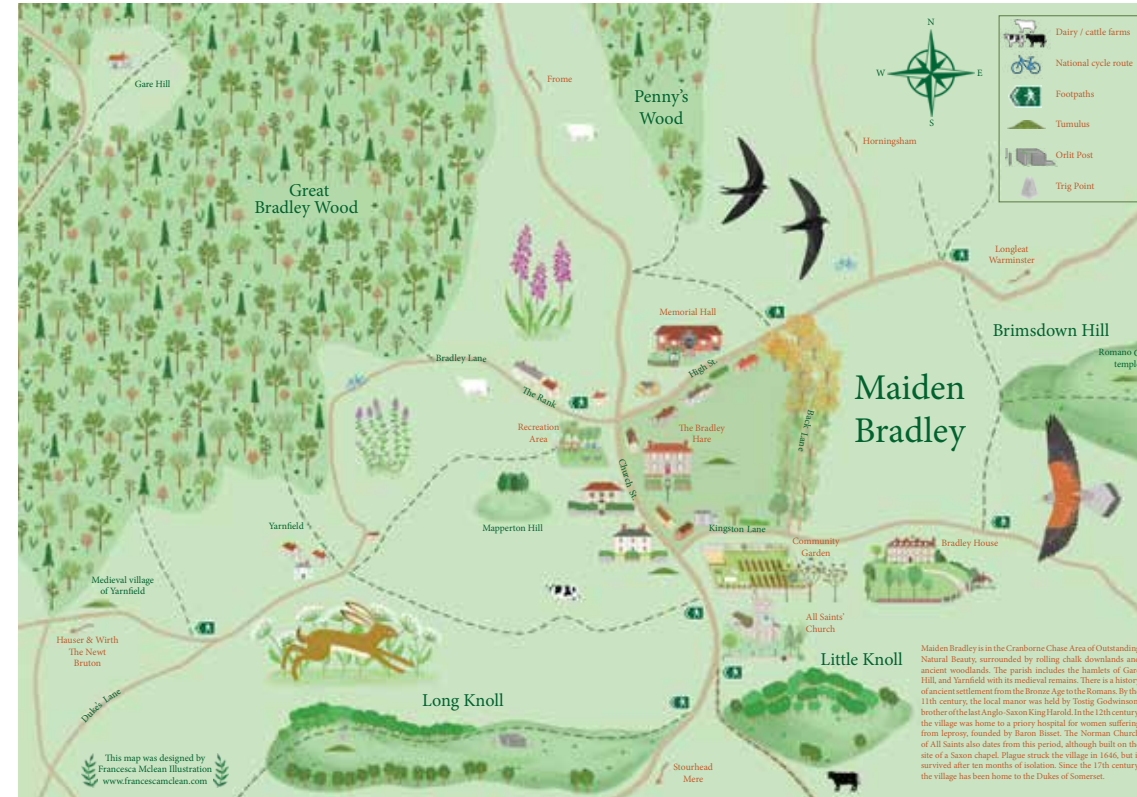 N
W
E
S
Dairy / cattle farms
National cycle route
Footpaths
Tumulus
Orlit Post
Trig Point
Gare Hill
Frome
Penny's
Wood
Horningsham
Great
Bradley Wood
Longleat
Warminster
Memorial Hall
Brimsdown Hill
Romano
templ
Bradley Lane
High St.
The Rank
Maiden
Bradley
Back Lane
Recreation
Area
The Bradley
Hare
Church St.
Mapperton Hill
Kingston Lane
Community
Garden
Bradley House
Yarnfield
Medieval village
of Yarnfield
All Saints'
Church
Hauser & Wirth
The Newt
Bruton
Little Knoll
Long Knoll
Duke's Lane
Maiden Bradley is in the Cranborne Chase Area of Outstanding
Natural Beauty, surrounded by rolling chalk downlands and
ancient woodlands. The parish includes the hamlets of Gare
Hill, and Yarnfield with its medieval remains. There is a history
of ancient settlement from the Bronze Age to the Romans. By the
11th century, the local manor was held by Tostig Godwinson,
brother of the last Anglo-Saxon King Harold. In the 12th century,
the village was home to a priory hospital for women suffering
from leprosy, founded by Baron Bisset. The Norman Church
of All Saints also dates from this period, although built on the
site of a Saxon chapel. Plague struck the village in 1646, but i
survived after ten months of isolation. Since the 17th century
the village has been home to the Dukes of Somerset.
This map was designed by
Francesca Mclean Illustration
www.francescamclean.com
Stourhead
Mere